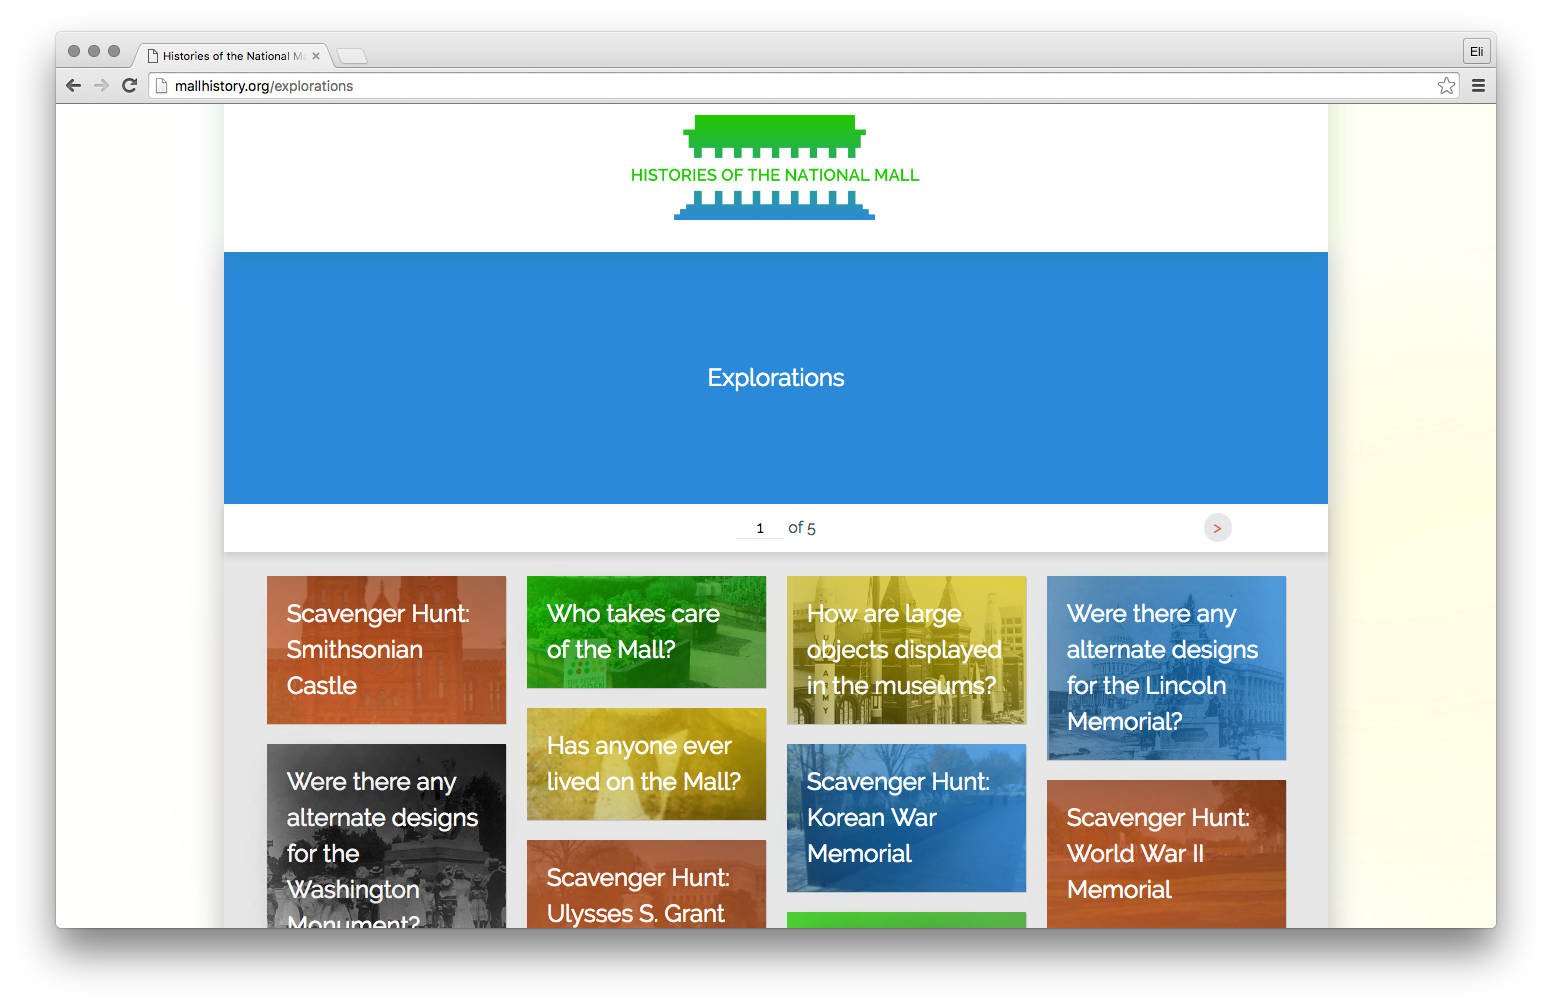 Histories of the National M
Eli
mallhistory.org/explorations
HISTORIES OF THE NATIONAL MALL
Explorations
1 of 5
>
Scavenger Hunt:
Smithsonian
Castle
Who takes care
of the Mall?
How are large
objects displayed
in the museums?
Were there any
alternate designs
for the Lincoln
Memorial?
Were there any
alternate designs
for the
Washington
Monument?
Has anyone ever
lived on the Mall?
Scavenger Hunt:
Korean War
Memorial
Scavenger Hunt:
World War II
Memorial
Scavenger Hunt:
Ulysses S. Grant